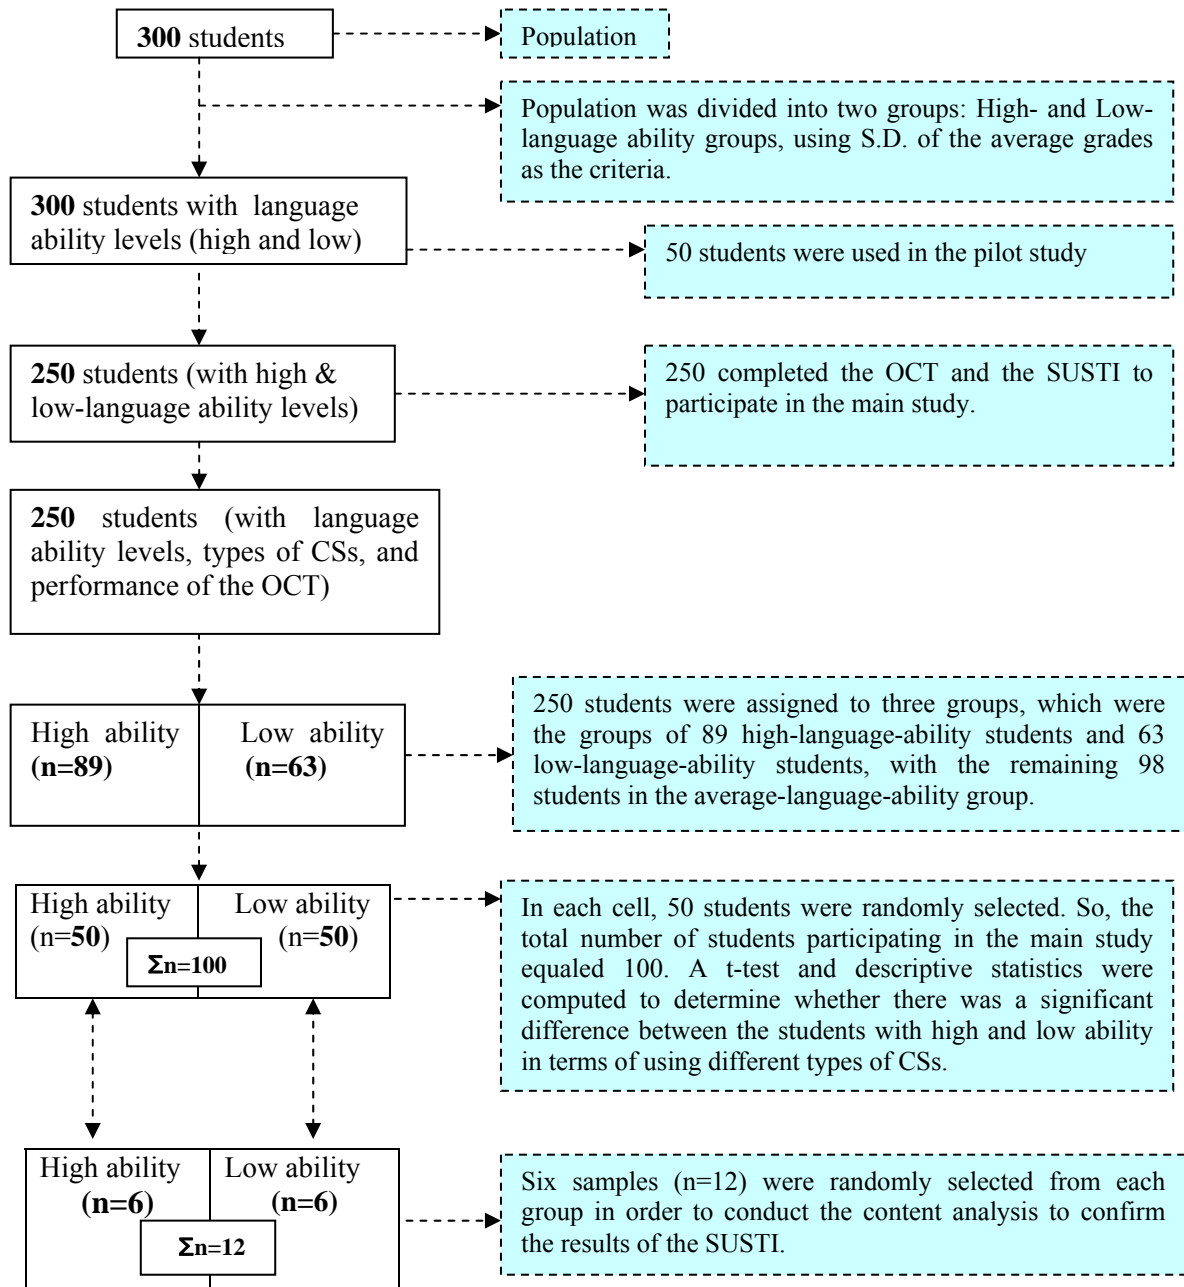 300 students
Population
Population was divided into two groups: High- and Low-
language ability groups, using S.D. of the average grades
as the criteria.
300 students with language
ability levels (high and low)
50 students were used in the pilot study
250 students (with high &
low-language ability levels)
250 completed the OCT and the SUSTI to
participate in the main study.
250 students (with language
ability levels, types of CSs, and
performance of the OCT)
High ability
(n=89)
Low ability
(n=63)
250 students were assigned to three groups, which were
the groups of 89 high-language-ability students and 63
low-language-ability students, with the remaining 98
students in the average-language-ability group.
High ability
(n=50)
Low ability
(n=50)
Σn=100
In each cell, 50 students were randomly selected. So, the
total number of students participating in the main study
equaled 100. A t-test and descriptive statistics were
computed to determine whether there was a significant
difference between the students with high and low ability
in terms of using different types of CSs.
High ability
(n=6)
Low ability
(n=6)
Σn=12
Six samples (n=12) were randomly selected from each
group in order to conduct the content analysis to confirm
the results of the SUSTI.